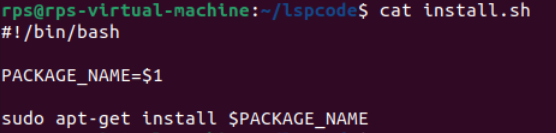 rps@rps-virtual-machine:~/lspcode$ cat install.sh
#!/bin/bash
PACKAGE_NAME=$1
sudo apt-get install $PACKAGE_NAME